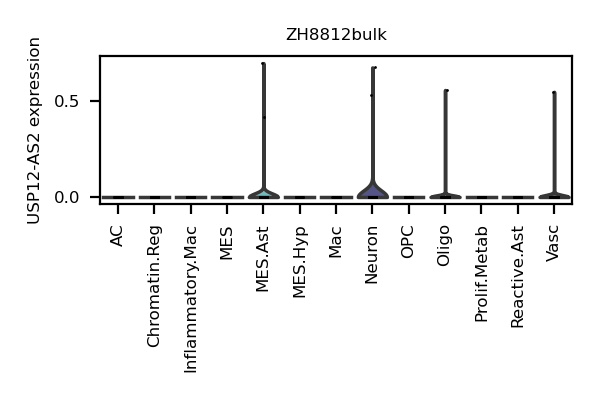 ZH8812bulk
USP12-AS2 expression
0.5
0.0
AC
Chromatin.Reg
Inflammatory.Mac
MES
MES.Ast
MES.Hyp
Mac
Neuron
OPC
Oligo
Prolif.Metab
Reactive.Ast
Vasc